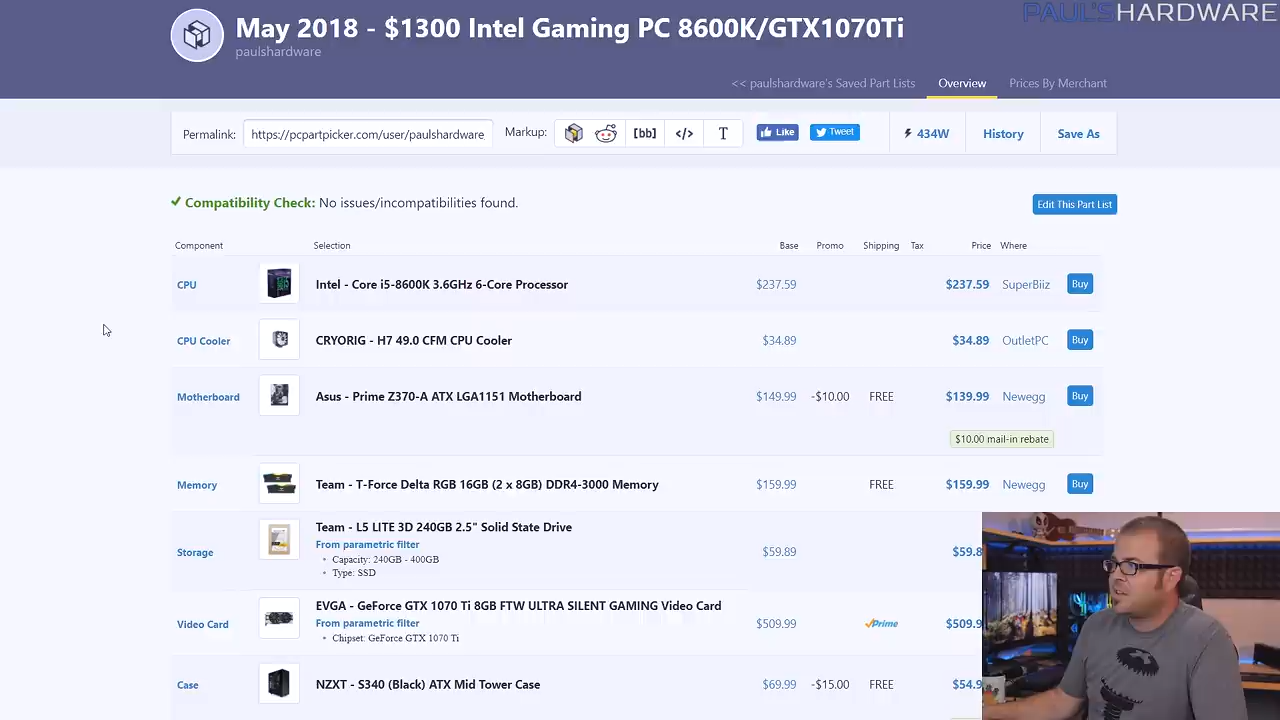 PAUL'SHARDWARE
May 2018 - $1300 Intel Gaming PC 8600K/GTX1070Ti
paulshardware
<< paulshardware's Saved Part Lists Overview Prices By Merchant
Permalink: https://pcpartpicker.com/user/paulshardware Markup: [bb] </> T Like Tweet 434W History Save As
Compatibility Check: No issues/incompatibilities found. Edit This Part List
Component Selection Base Promo Shipping Tax Price Where
CPU Intel - Core i5-8600K 3.6GHz 6-Core Processor $237.59 $237.59 SuperBiiz Buy
CPU Cooler CRYORIG - H7 49.0 CFM CPU Cooler $34.89 $34.89 OutletPC Buy
Motherboard Asus - Prime Z370-A ATX LGA1151 Motherboard $149.99 -$10.00 FREE $139.99 Newegg Buy
$10.00 mail-in rebate
Memory Team - T-Force Delta RGB 16GB (2 x 8GB) DDR4-3000 Memory $159.99 FREE $159.99 Newegg Buy
Team - L5 LITE 3D 240GB 2.5" Solid State Drive
From parametric filter
Storage $59.89 $59.8
• Capacity: 240GB - 400GB
• Type: SSD
EVGA - GeForce GTX 1070 Ti 8GB FTW ULTRA SILENT GAMING Video Card
Video Card From parametric filter $509.99 Prime $509.9
• Chipset: GeForce GTX 1070 Ti
Case NZXT - S340 (Black) ATX Mid Tower Case $69.99 -$15.00 FREE $54.9